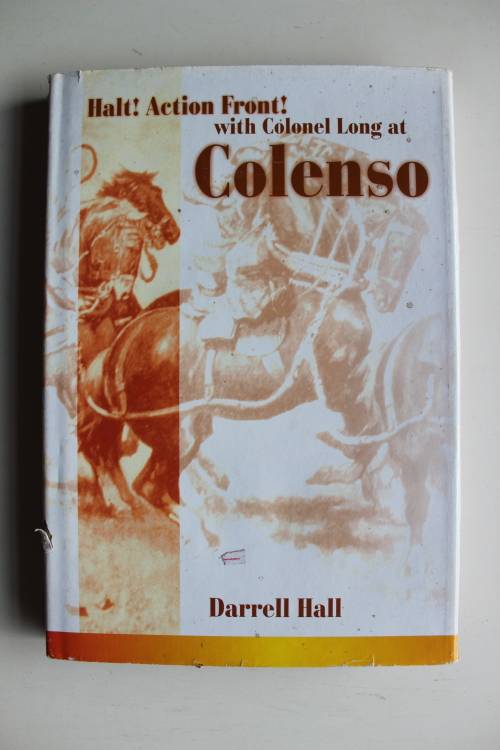 Halt! Action Front!
with Colonel Long at
Colenso
Darrell Hall